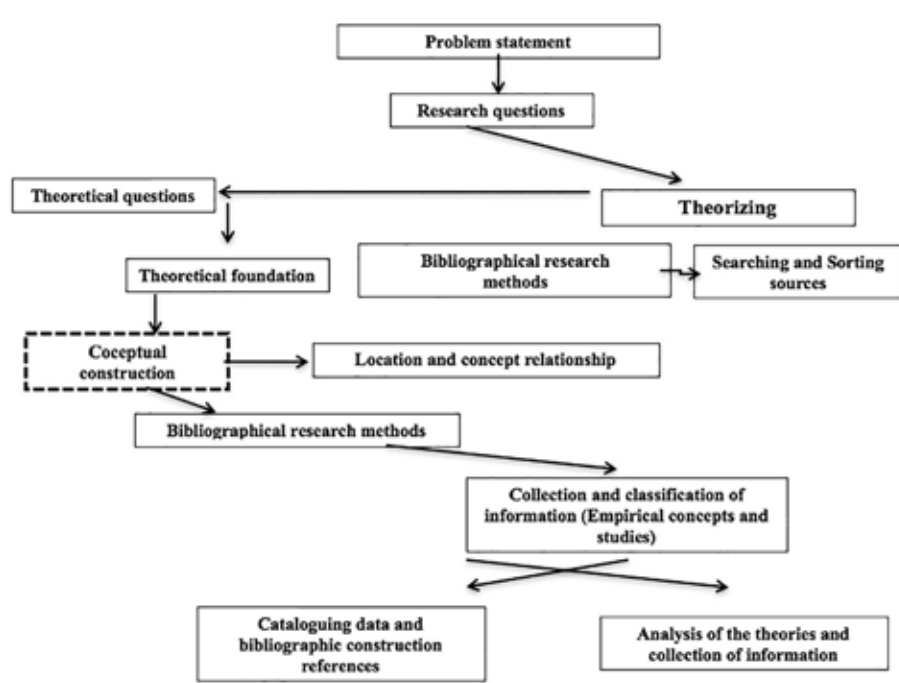 Problem statement
Research questions
Theoretical questions
Theorizing
Bibliographical research
methods
Searching and Sorting
sources
Theoretical foundation
Coceptual
construction
Location and concept relationship
Bibliographical research methods
Collection and classification of
information (Empirical concepts and
studies)
Cataloguing data and
bibliographic construction
references
Analysis of the theories and
collection of information